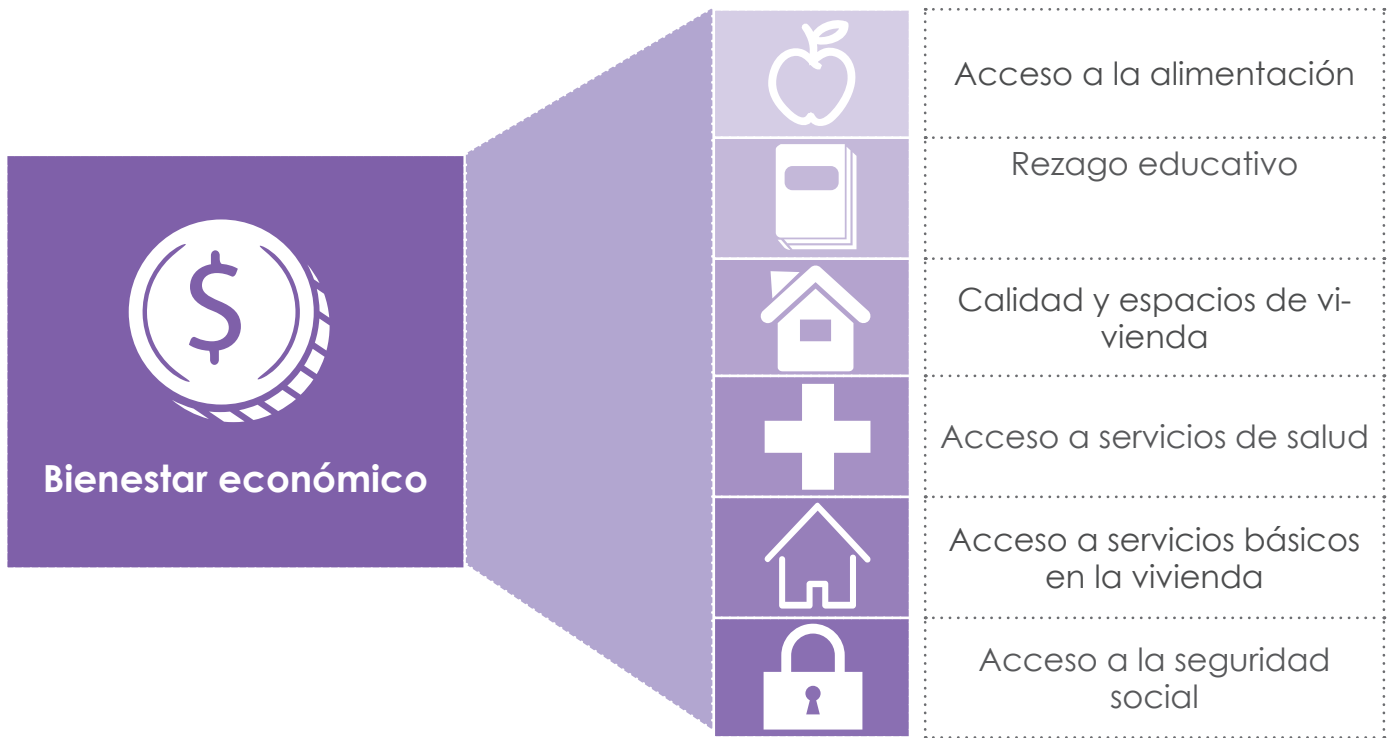 $
Bienestar económico
Acceso a la alimentación
Rezago educativo
Calidad y espacios de vi-
vienda
Acceso a servicios de salud
Acceso a servicios básicos
en la vivienda
Acceso a la seguridad
social